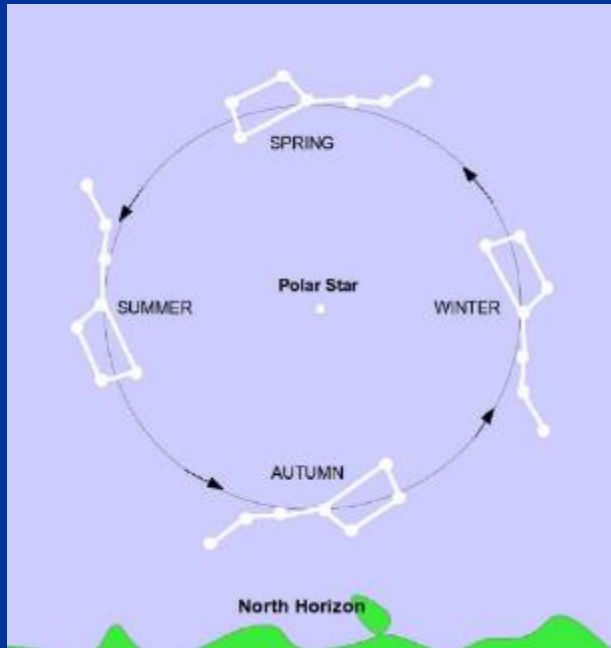 SPRING
Polar Star
SUMMER
WINTER
AUTUMN
North Horizon